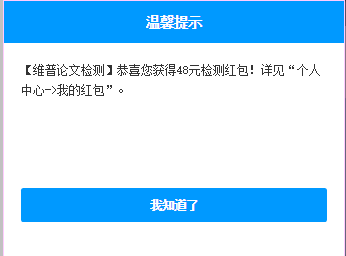 温馨提示
【维普论文检测】恭喜您获得48元检测红包！详见“个人
中心->我的红包”。
我知道了